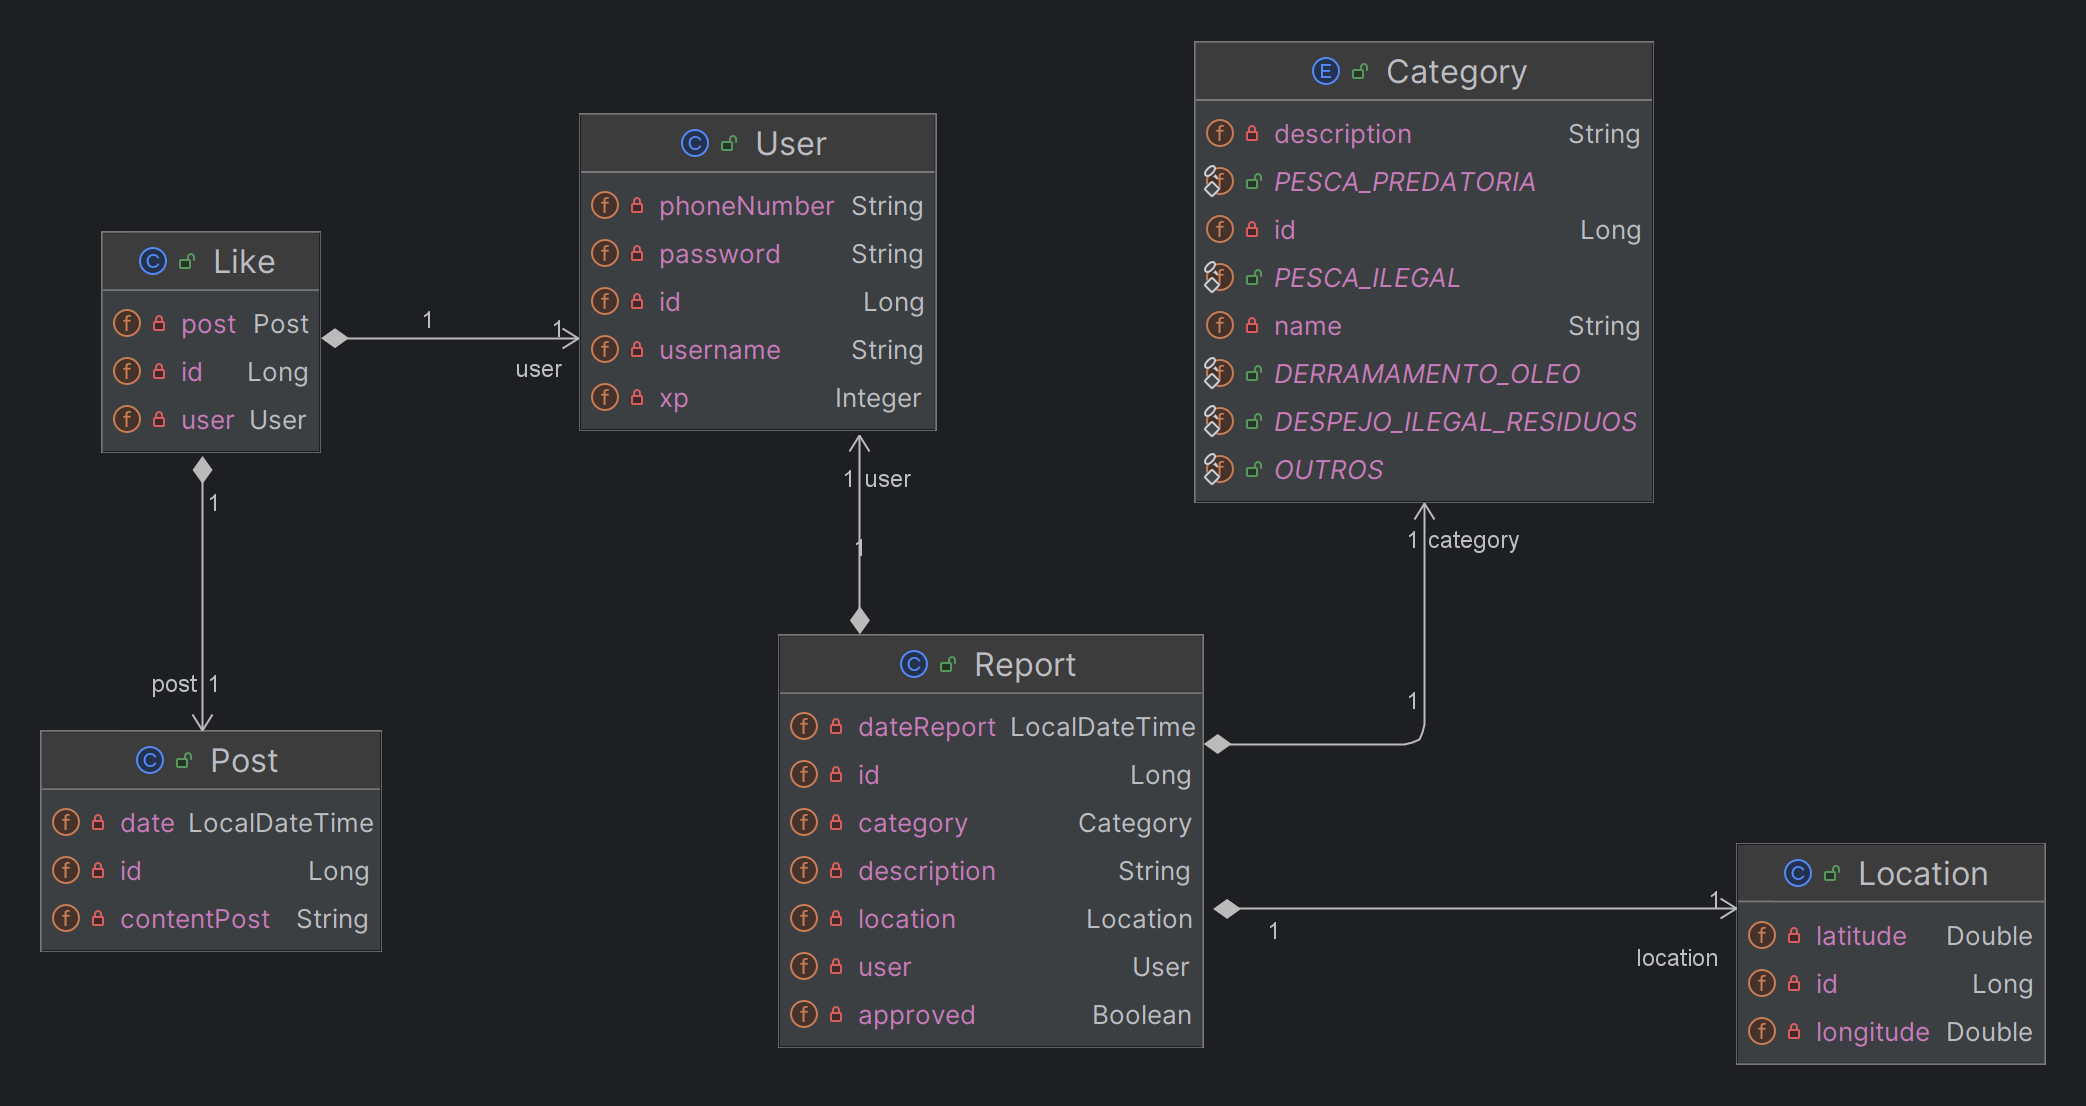 Like
post Post
id Long
user User
1
1
user
1
post 1
Post
date LocalDateTime
id Long
contentPost String
User
phoneNumber String
password String
id Long
username String
xp Integer
1 user
1
Report
dateReport LocalDateTime
id Long
category Category
description String
location Location
user User
approved Boolean
Category
description String
PESCA_PREDATORIA
id Long
PESCA_ILEGAL
name String
DERRAMAMENTO_OLEO
DESPEJO_ILEGAL_RESIDUOS
OUTROS
1 category
1
1
1
location
Location
latitude Double
id Long
longitude Double